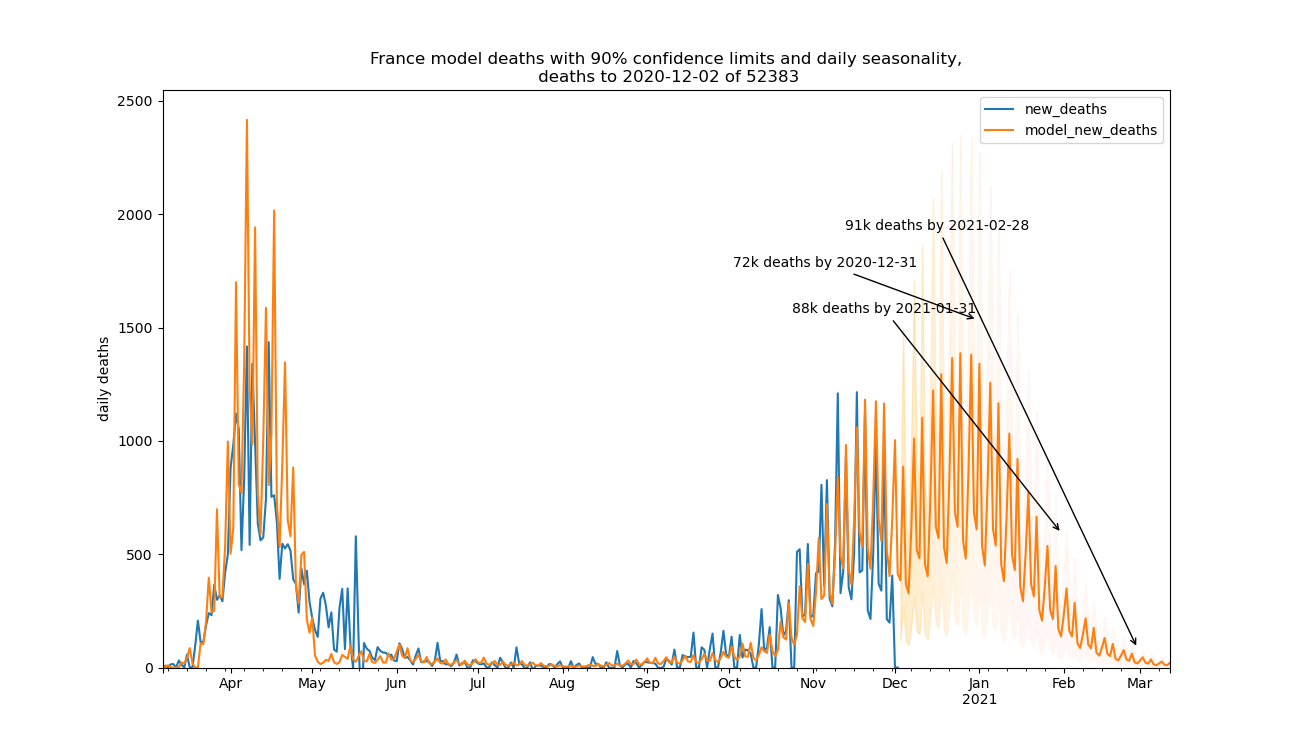 France model deaths with 90% confidence limits and daily seasonality,
deaths to 2020-12-02 of 52383
2500
2000
1500
1000
500
0
daily deaths
new_deaths
model_new_deaths
91k deaths by 2021-02-28
72k deaths by 2020-12-31
88k deaths by 2021-01-31
Apr May Jun Jul Aug Sep Oct Nov Dec Jan Feb Mar
2021